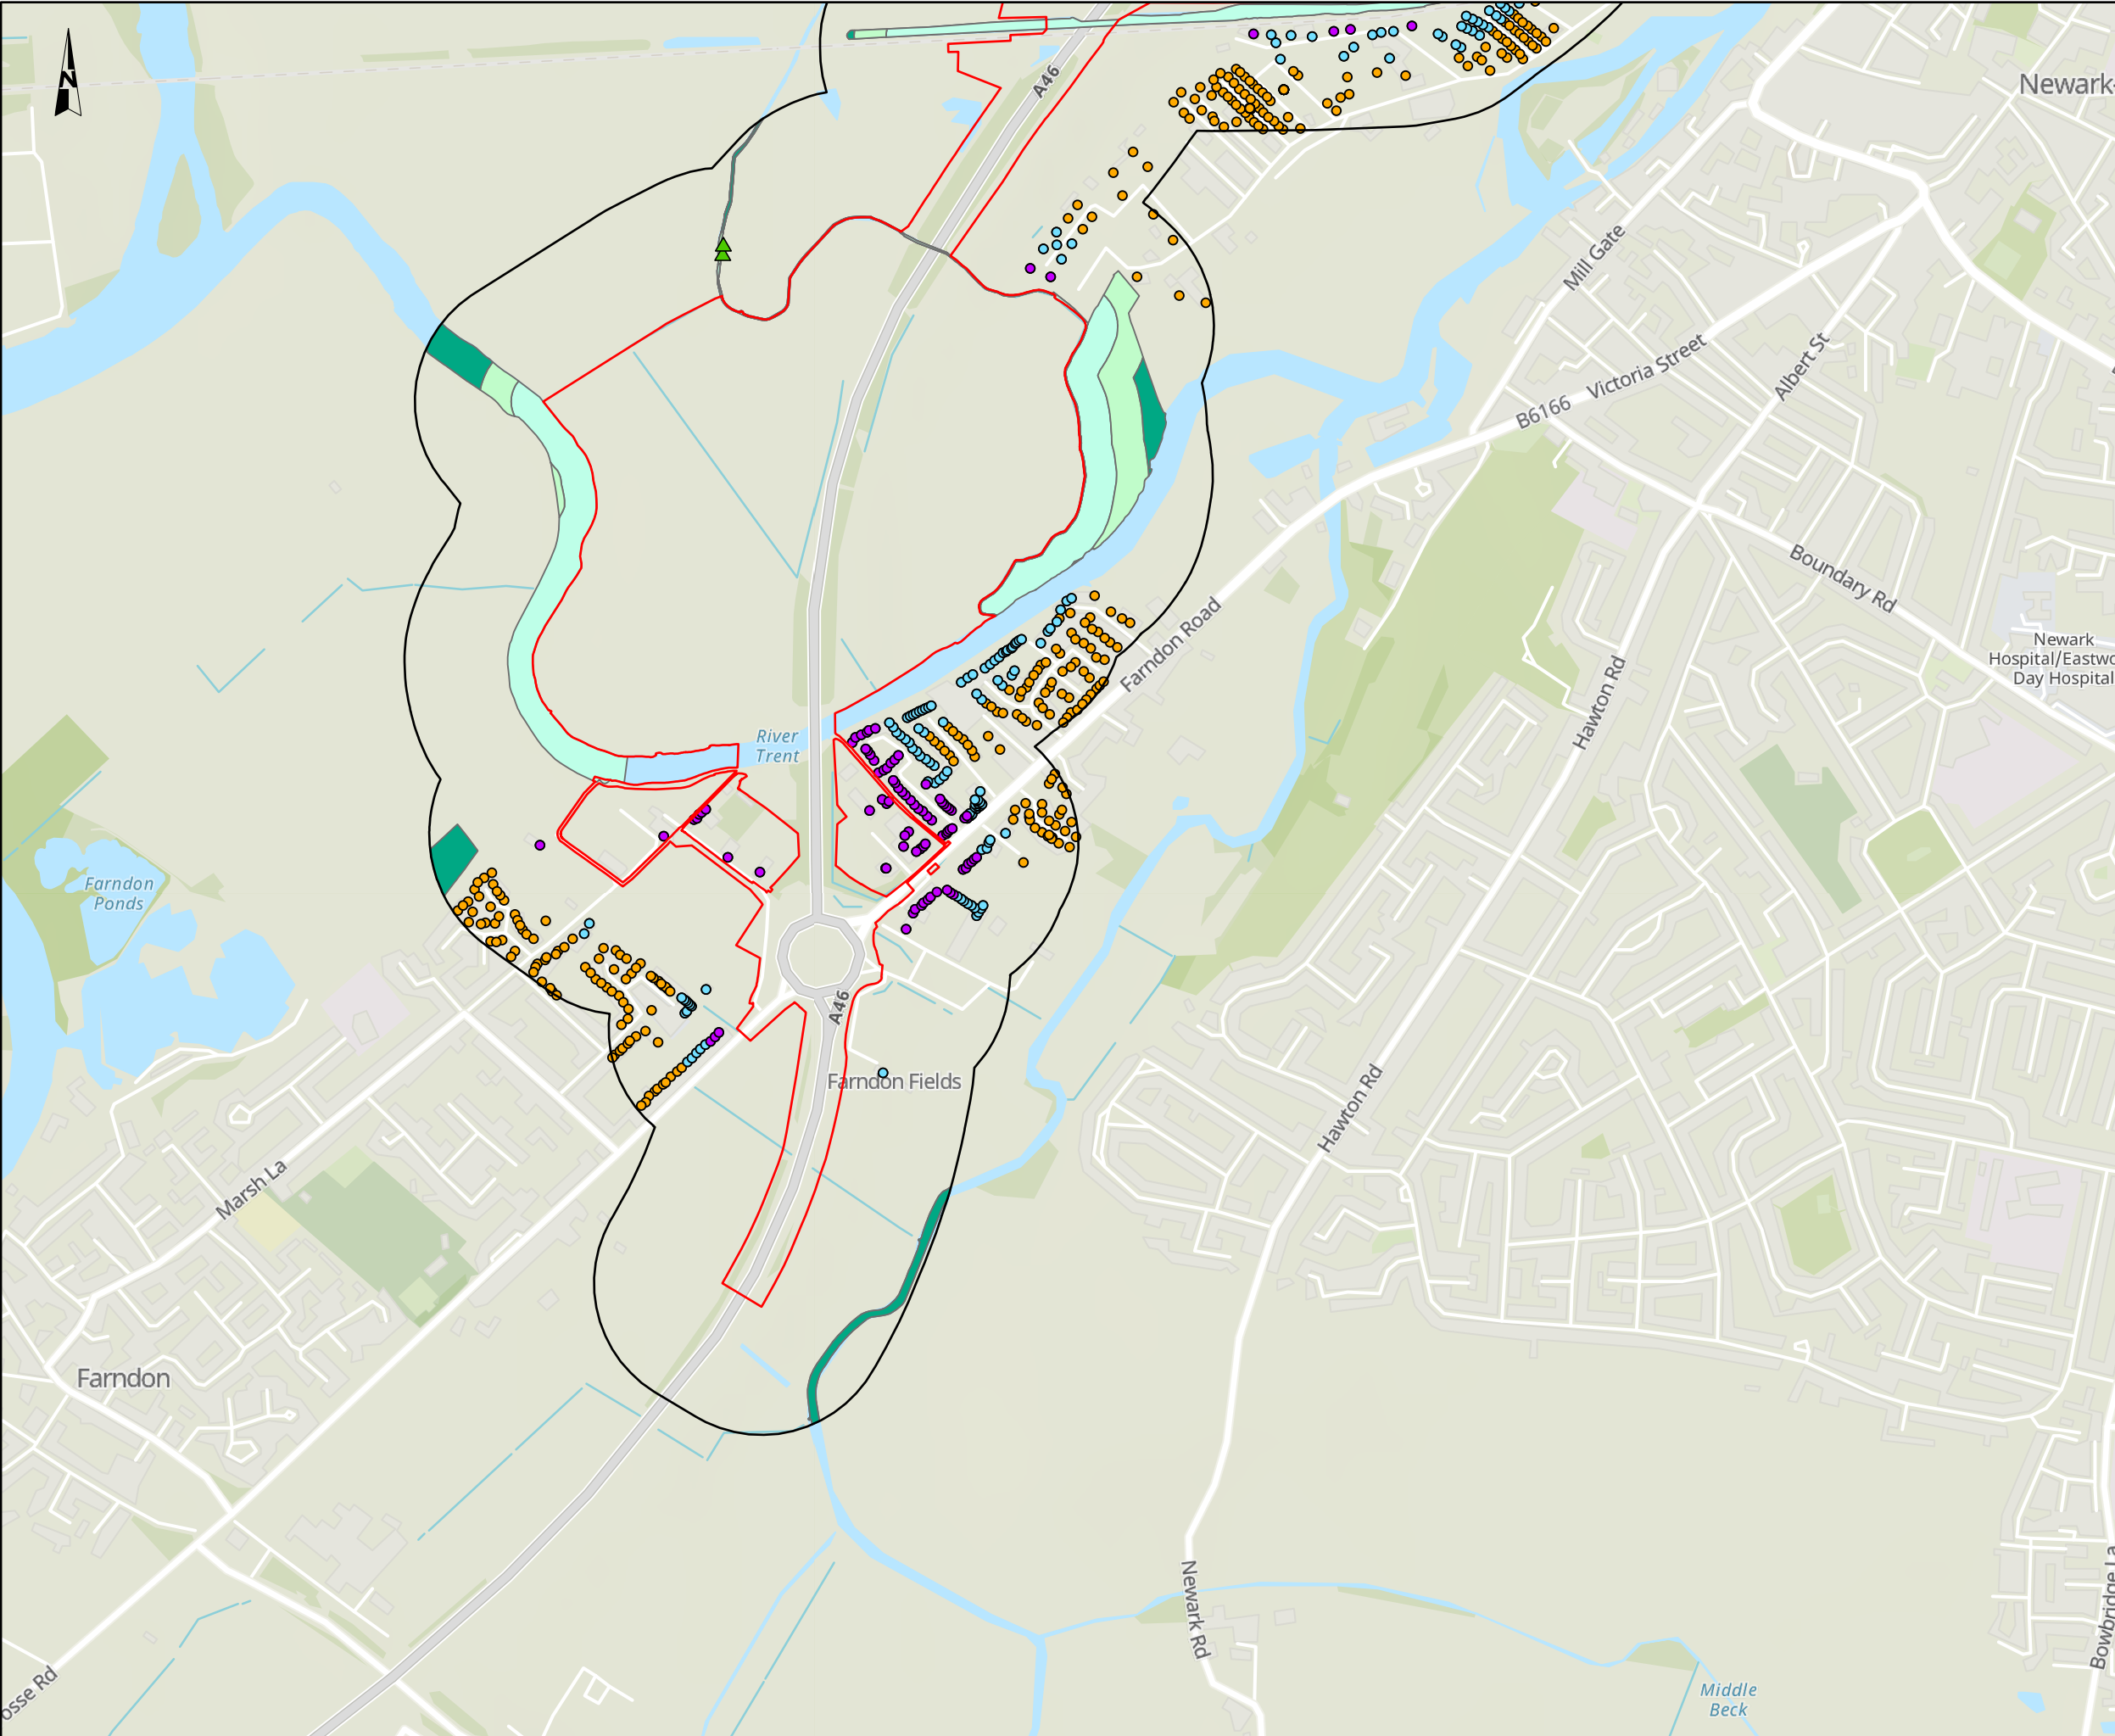 N
A46
Newark-
Mill Gate
B6166
Victoria Street
Albert St
Boundary Rd
Newark
Hospital/Eastwo
Day Hospital
Farndon Road
Hawton Rd
River
Trent
Farndon
Ponds
A46
Farndon Fields
Hawton Rd
Marsh La
Farndon
Newark Rd
Bowbridge La
osse Rd
Middle
Beck